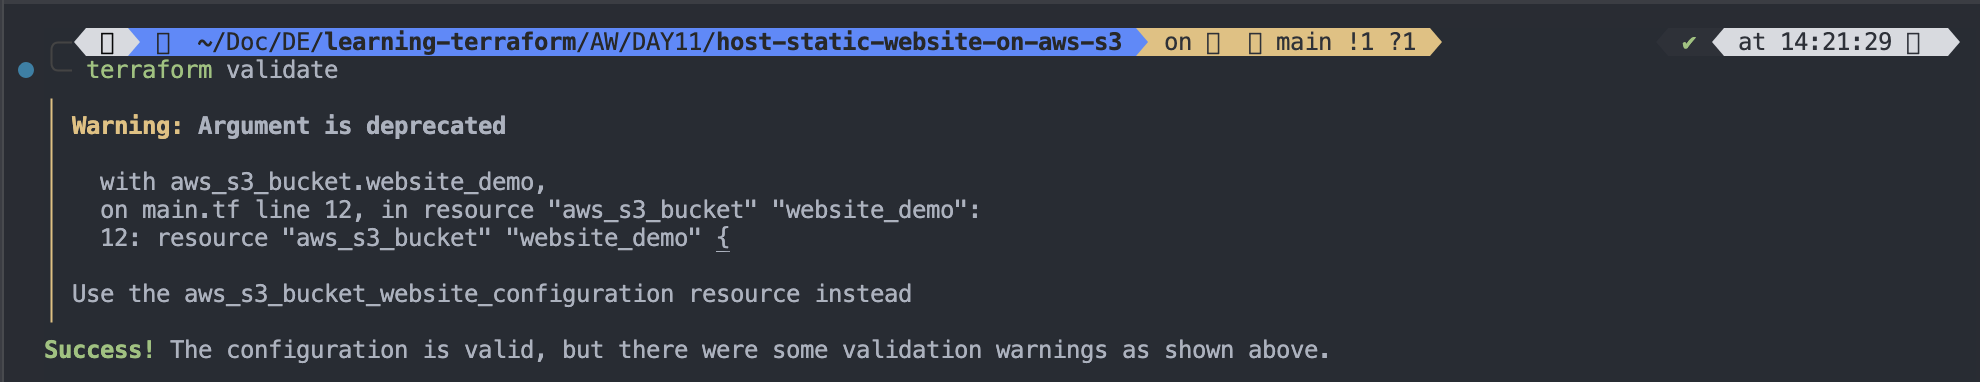 ~/Doc/DE/learning-terraform/AW/DAY11/host-static-website-on-aws-s3 on main !1 ?1 ✔ at 14:21:29
terraform validate
Warning: Argument is deprecated
with aws_s3_bucket.website_demo,
on main.tf line 12, in resource "aws_s3_bucket" "website_demo":
12: resource "aws_s3_bucket" "website_demo" {
Use the aws_s3_bucket_website_configuration resource instead
Success! The configuration is valid, but there were some validation warnings as shown above.